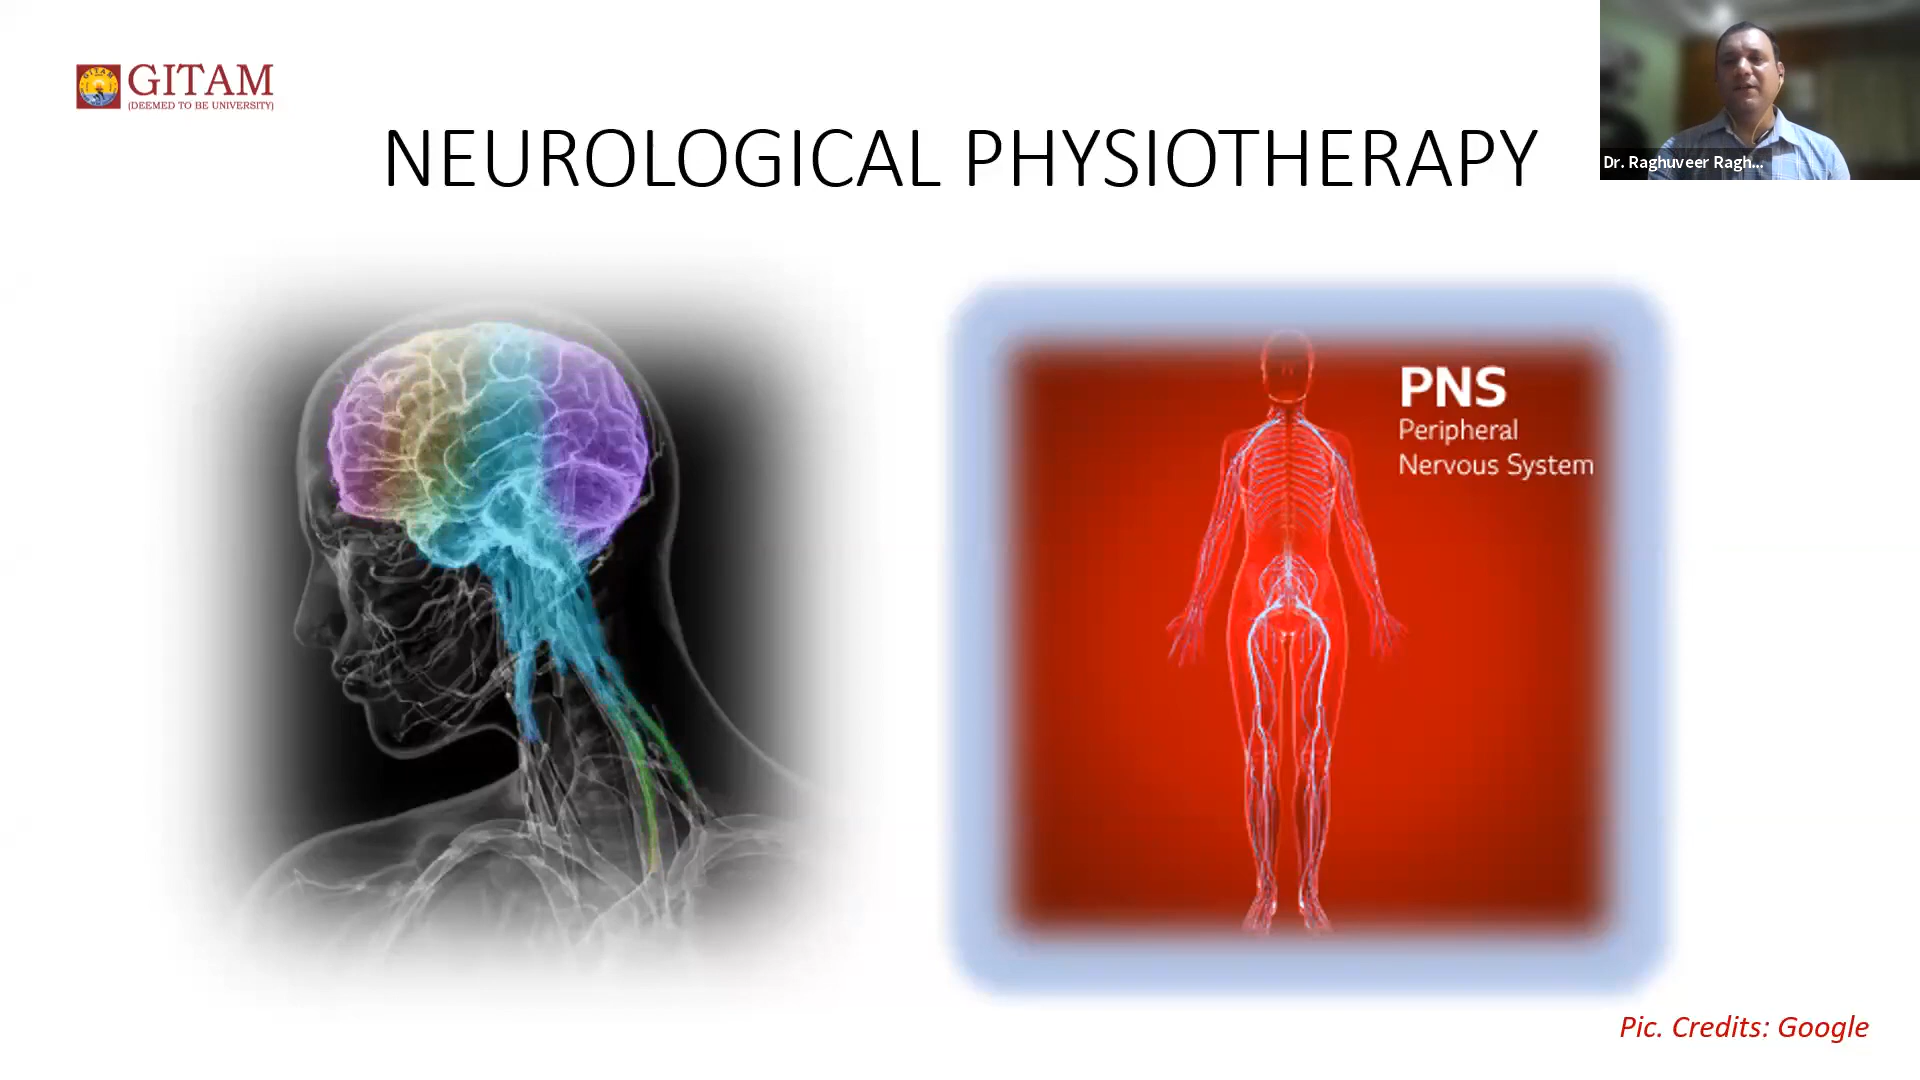 GITAM
(DEEMED TO BE UNIVERSITY)
Dr. Raghuveer Ragh...
NEUROLOGICAL PHYSIOTHERAPY
PNS
Peripheral
Nervous System
Pic. Credits: Google